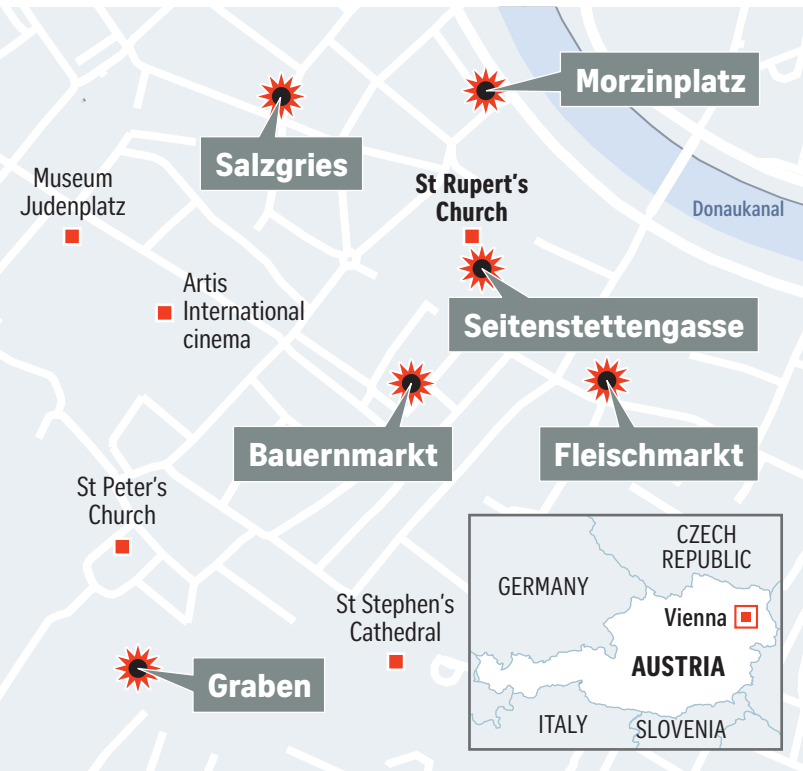 Morzinplatz
Salzgries
Museum
Judenplatz
St Rupert's
Church
Donaukanal
Artis
International
cinema
Seitenstettengasse
Bauernmarkt
Fleischmarkt
St Peter's
Church
CZECH
REPUBLIC
GERMANY
Vienna
St Stephen's
Cathedral
AUSTRIA
Graben
ITALY
SLOVENIA